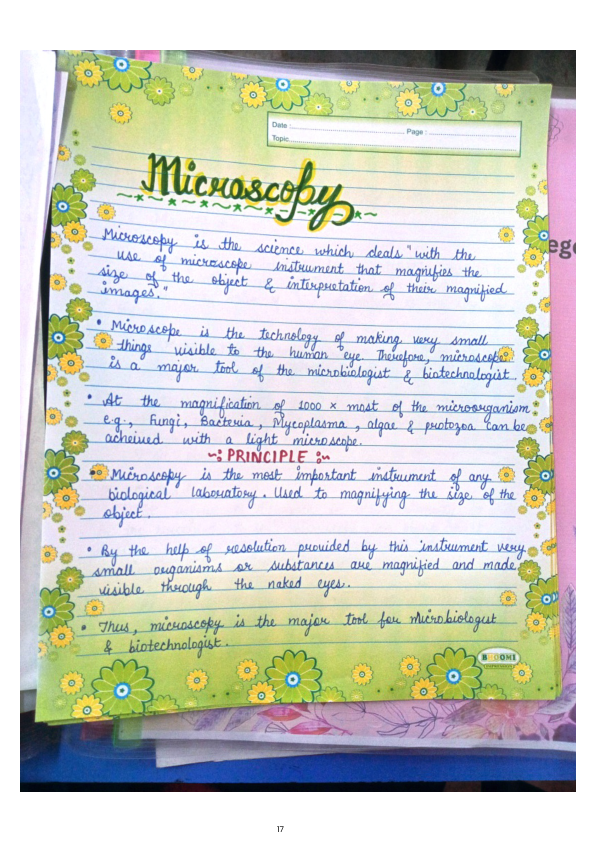 Date :
Page :
Topic
Microscopy
Microscopy is the science which deals "with the
use of microscope instrument that magnifies the
size of the object & interpretation of their magnified
images."
• Microscope is the technology of making very small
things visible to the human eye. Therefore, microscope
is a major tool of the microbiologist & biotechnologist.
• At the magnification of 1000 x most of the microorganism
e.g., Fungi, Bacteria, Mycoplasma, algae & protozoa can be
acheived with a light microscope.
~: PRINCIPLE :~
• Microscopy is the most important instrument of any
biological laboratory. Used to magnifying the size of the
object.
• By the help of resolution provided by this instrument very
small organisms or substances are magnified and made
visible through the naked eyes.
• Thus, microscopy is the major tool for microbiologist
& biotechnologist.
BHOOMI
17